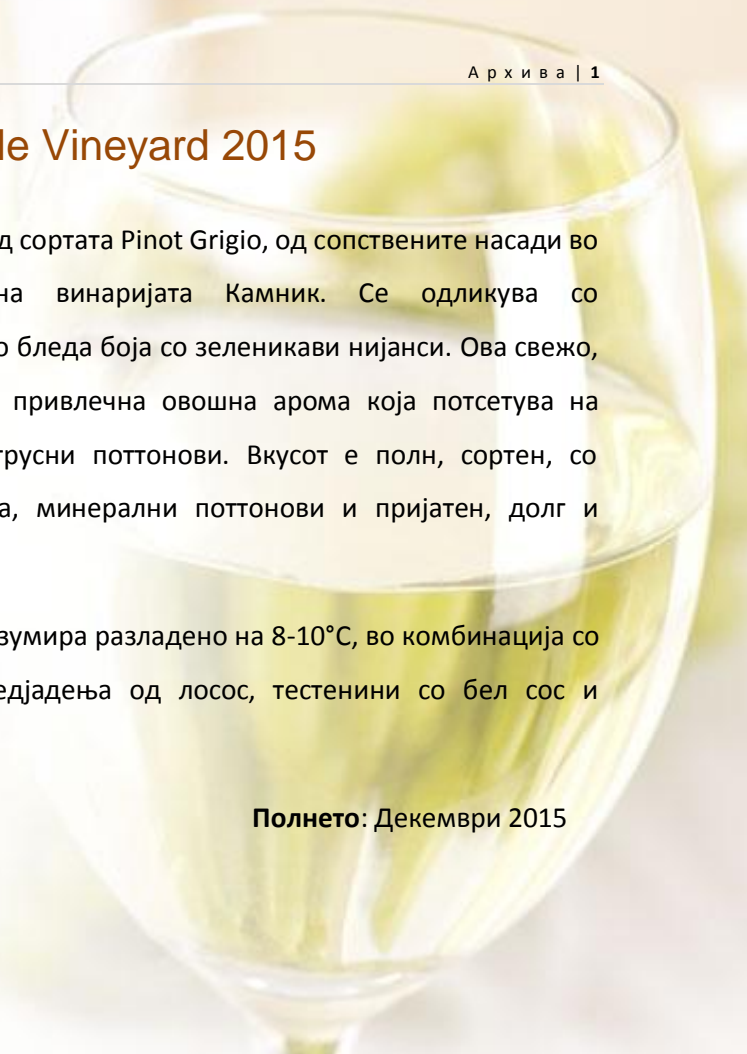 Архива | 1
le Vineyard 2015
д сортата Pinot Grigio, од сопствените насади во
на винаријата Камник. Се одликува со
о бледа боја со зеленикави нијанси. Ова свежо,
привлечна овошна арома која потсетува на
трусни поттонови. Вкусот е полн, сортен, со
а, минерални поттонови и пријатен, долг и
зумира разладено на 8-10°C, во комбинација со
едјадења од лосос, тестенини со бел сос и
Полнето: Декември 2015